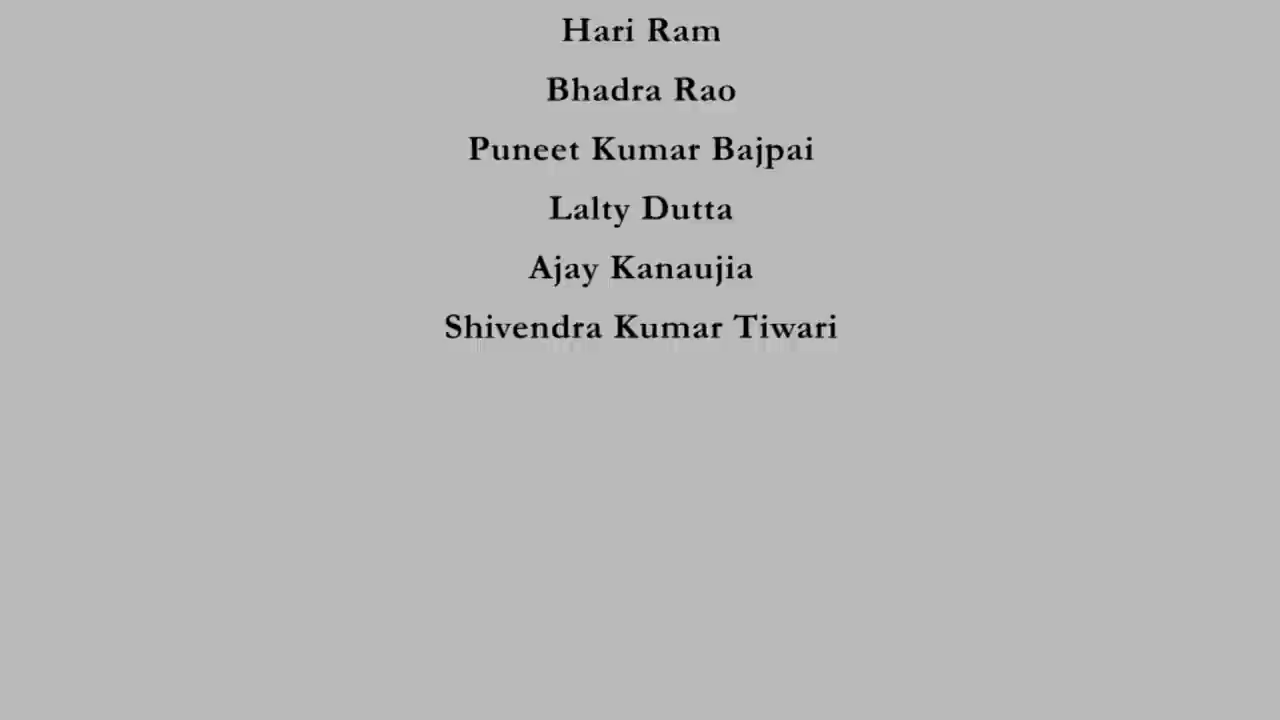 Hari Ram
Bhadra Rao
Puneet Kumar Bajpai
Lalty Dutta
Ajay Kanaujia
Shivendra Kumar Tiwari